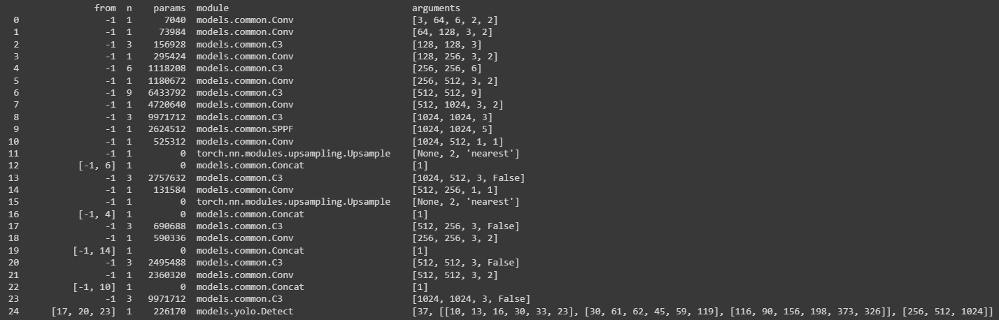 from n params module arguments
0 -1 1 7040 models.common.Conv [3, 64, 6, 2, 2]
1 -1 1 73984 models.common.Conv [64, 128, 3, 2]
2 -1 3 156928 models.common.C3 [128, 128, 3]
3 -1 1 295424 models.common.Conv [128, 256, 3, 2]
4 -1 6 1118208 models.common.C3 [256, 256, 6]
5 -1 1 1180672 models.common.Conv [256, 512, 3, 2]
6 -1 9 6433792 models.common.C3 [512, 512, 9]
7 -1 1 4720640 models.common.Conv [512, 1024, 3, 2]
8 -1 3 9971712 models.common.C3 [1024, 1024, 3]
9 -1 1 2624512 models.common.SPPF [1024, 1024, 5]
10 -1 1 525312 models.common.Conv [1024, 512, 1, 1]
11 -1 1 0 torch.nn.modules.upsampling.Upsample [None, 2, 'nearest']
12 [-1, 6] 1 0 models.common.Concat [1]
13 -1 3 2757632 models.common.C3 [1024, 512, 3, False]
14 -1 1 131584 models.common.Conv [512, 256, 1, 1]
15 -1 1 0 torch.nn.modules.upsampling.Upsample [None, 2, 'nearest']
16 [-1, 4] 1 0 models.common.Concat [1]
17 -1 3 690688 models.common.C3 [512, 256, 3, False]
18 -1 1 590336 models.common.Conv [256, 256, 3, 2]
19 [-1, 14] 1 0 models.common.Concat [1]
20 -1 3 2495488 models.common.C3 [512, 512, 3, False]
21 -1 1 2360320 models.common.Conv [512, 512, 3, 2]
22 [-1, 10] 1 0 models.common.Concat [1]
23 -1 3 9971712 models.common.C3 [1024, 1024, 3, False]
24 [17, 20, 23] 1 226170 models.yolo.Detect [37, [[10, 13, 16, 30, 33, 23], [30, 61, 62, 45, 59, 119], [116, 90, 156, 198, 373, 326]], [256, 512, 1024]]